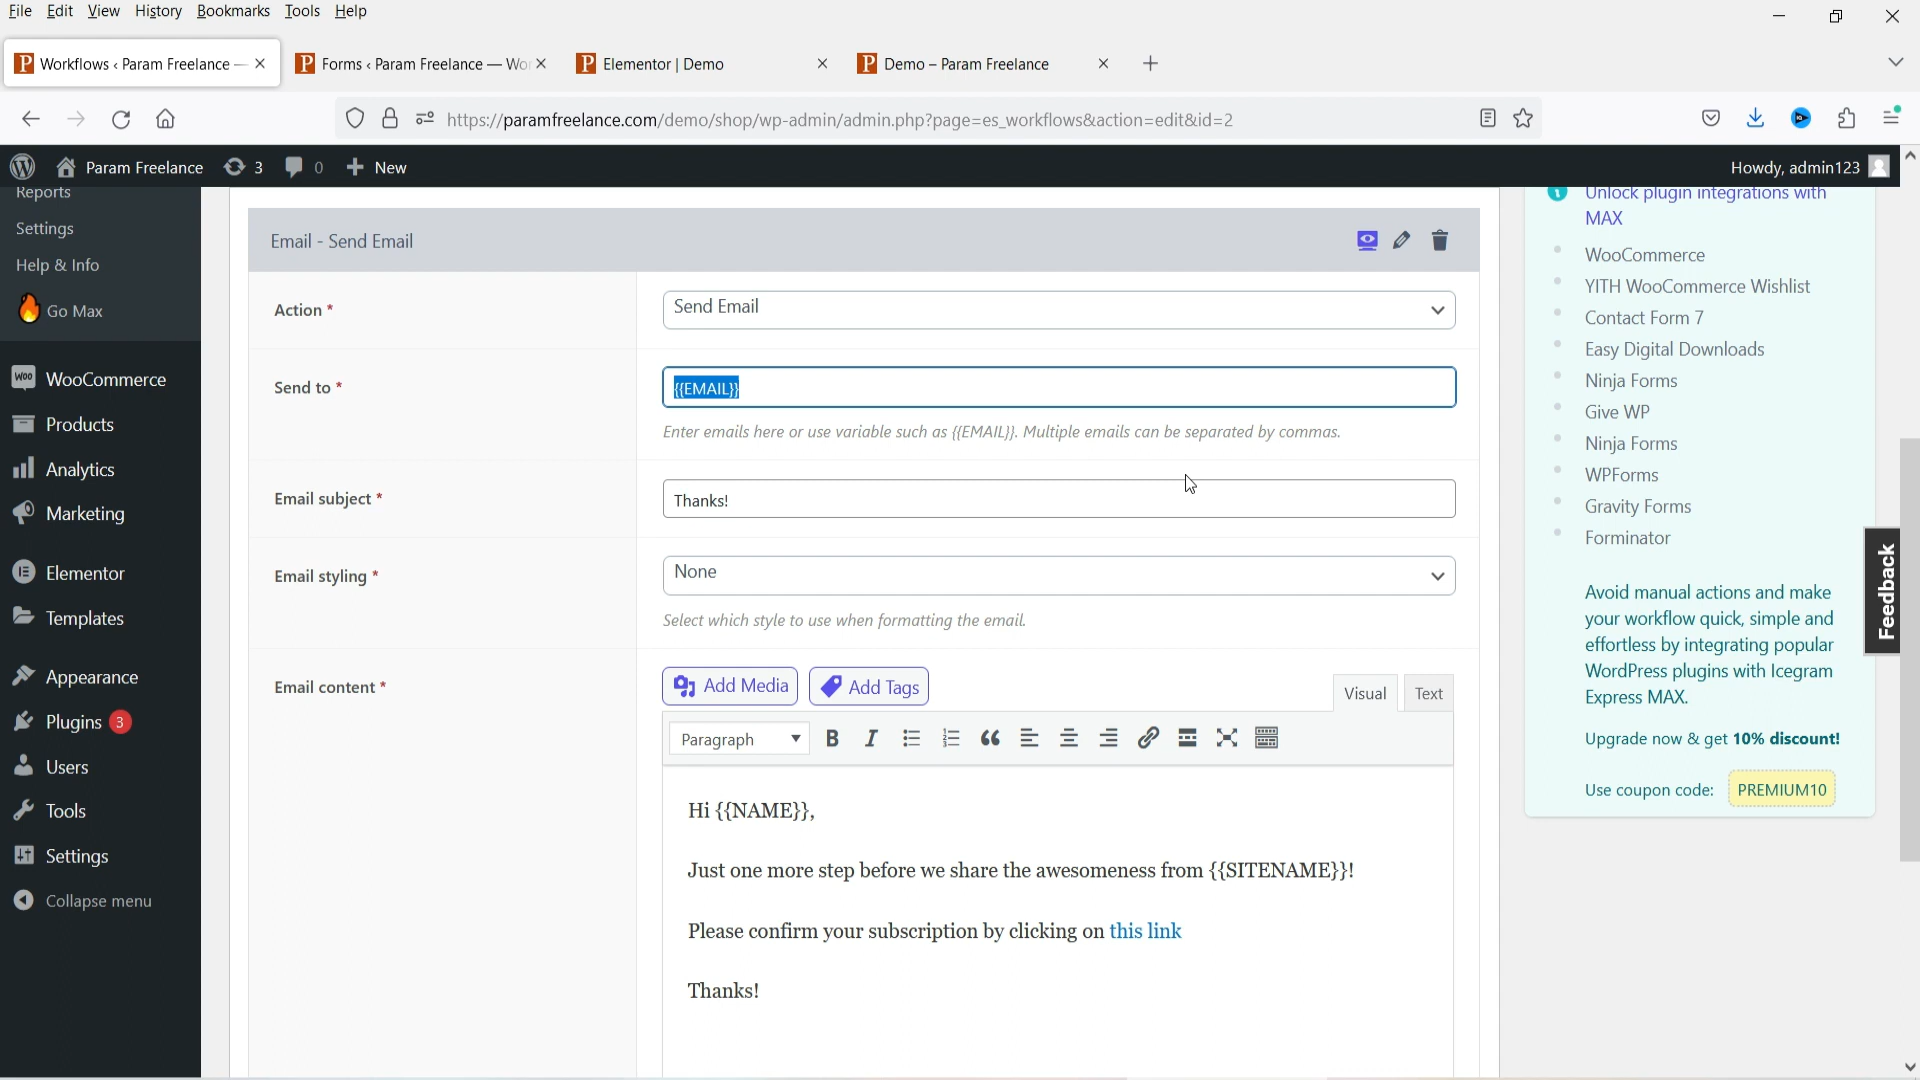 File Edit View History Bookmarks Tools Help
Workflows ‹ Param Freelance —
Forms ‹ Param Freelance — Wor
Elementor | Demo
Demo – Param Freelance
https://paramfreelance.com/demo/shop/wp-admin/admin.php?page=es_workflows&action=edit&id=2
Param Freelance 3 0 New
Howdy, admin123
Reports
Settings
Help & Info
Go Max
WooCommerce
Products
Analytics
Marketing
Elementor
Templates
Appearance
Plugins 3
Users
Tools
Settings
Collapse menu
Email - Send Email
Action *
Send Email
Send to *
{{EMAIL}}
Enter emails here or use variable such as {{EMAIL}}. Multiple emails can be separated by commas.
Email subject *
Thanks!
Email styling *
None
Select which style to use when formatting the email.
Email content *
Add Media
Add Tags
Visual
Text
Paragraph
Hi {{NAME}},
Just one more step before we share the awesomeness from {{SITENAME}}!
Please confirm your subscription by clicking on this link
Thanks!
Unlock plugin integrations with
MAX
WooCommerce
YITH WooCommerce Wishlist
Contact Form 7
Easy Digital Downloads
Ninja Forms
Give WP
Ninja Forms
WPForms
Gravity Forms
Forminator
Avoid manual actions and make
your workflow quick, simple and
effortless by integrating popular
WordPress plugins with Icegram
Express MAX.
Upgrade now & get 10% discount!
Use coupon code: PREMIUM10
Feedback